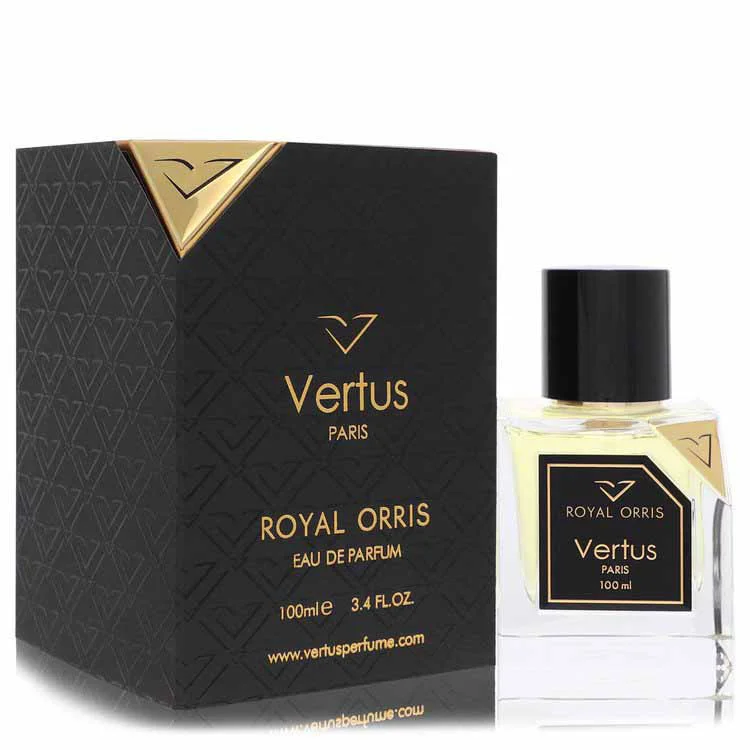 Vertus
PARIS
ROYAL ORRIS
EAU DE PARFUM
100ml e 3.4 FL.OZ.
www.vertusperfume.com
ROYAL ORRIS
Vertus
PARIS
100 ml